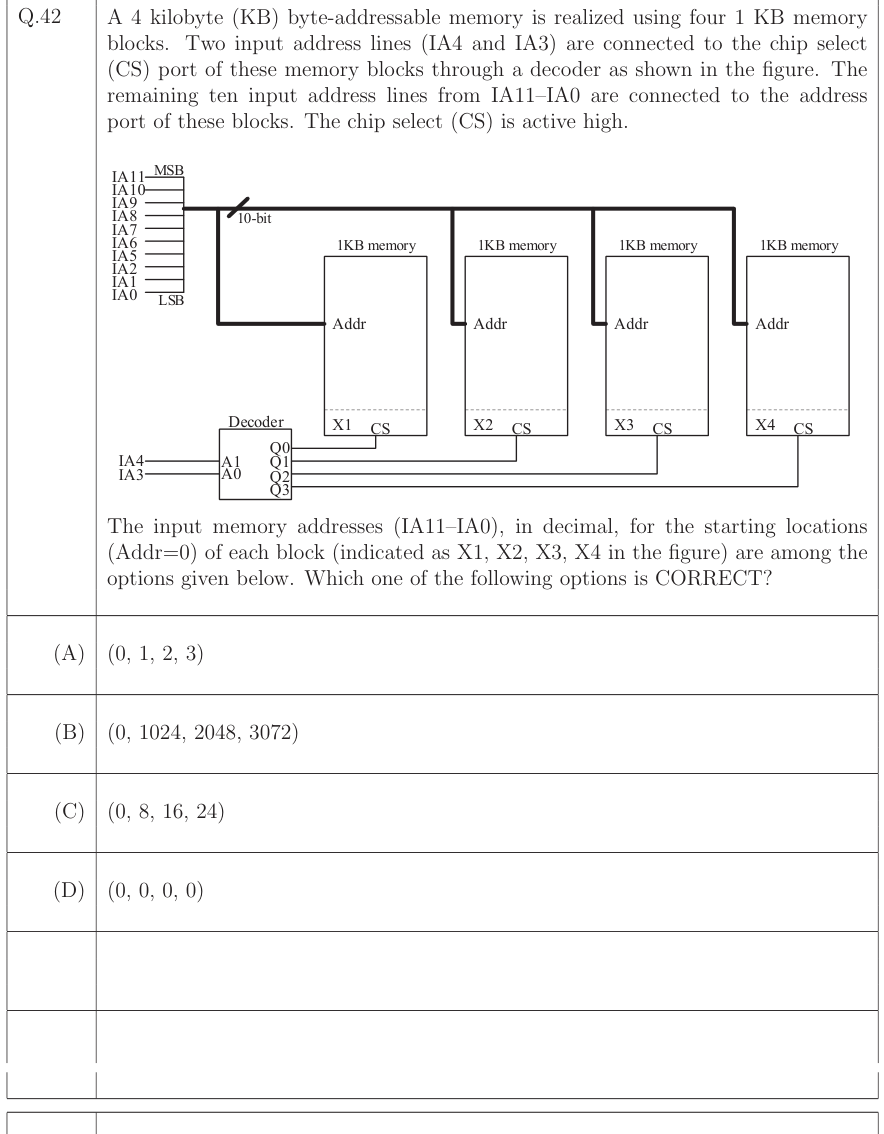 Q.42 A 4 kilobyte (KB) byte-addressable memory is realized using four 1 KB memory
blocks. Two input address lines (IA4 and IA3) are connected to the chip select
(CS) port of these memory blocks through a decoder as shown in the figure. The
remaining ten input address lines from IA11–IA0 are connected to the address
port of these blocks. The chip select (CS) is active high.
IA11 MSB
IA10
IA9
IA8
IA7
IA6
IA5
IA2
IA1
IA0 LSB
10-bit
1KB memory 1KB memory 1KB memory 1KB memory
Addr Addr Addr Addr
X1 CS X2 CS X3 CS X4 CS
Decoder
IA4 A1
IA3 A0
Q0
Q1
Q2
Q3
The input memory addresses (IA11–IA0), in decimal, for the starting locations
(Addr=0) of each block (indicated as X1, X2, X3, X4 in the figure) are among the
options given below. Which one of the following options is CORRECT?
(A) (0, 1, 2, 3)
(B) (0, 1024, 2048, 3072)
(C) (0, 8, 16, 24)
(D) (0, 0, 0, 0)